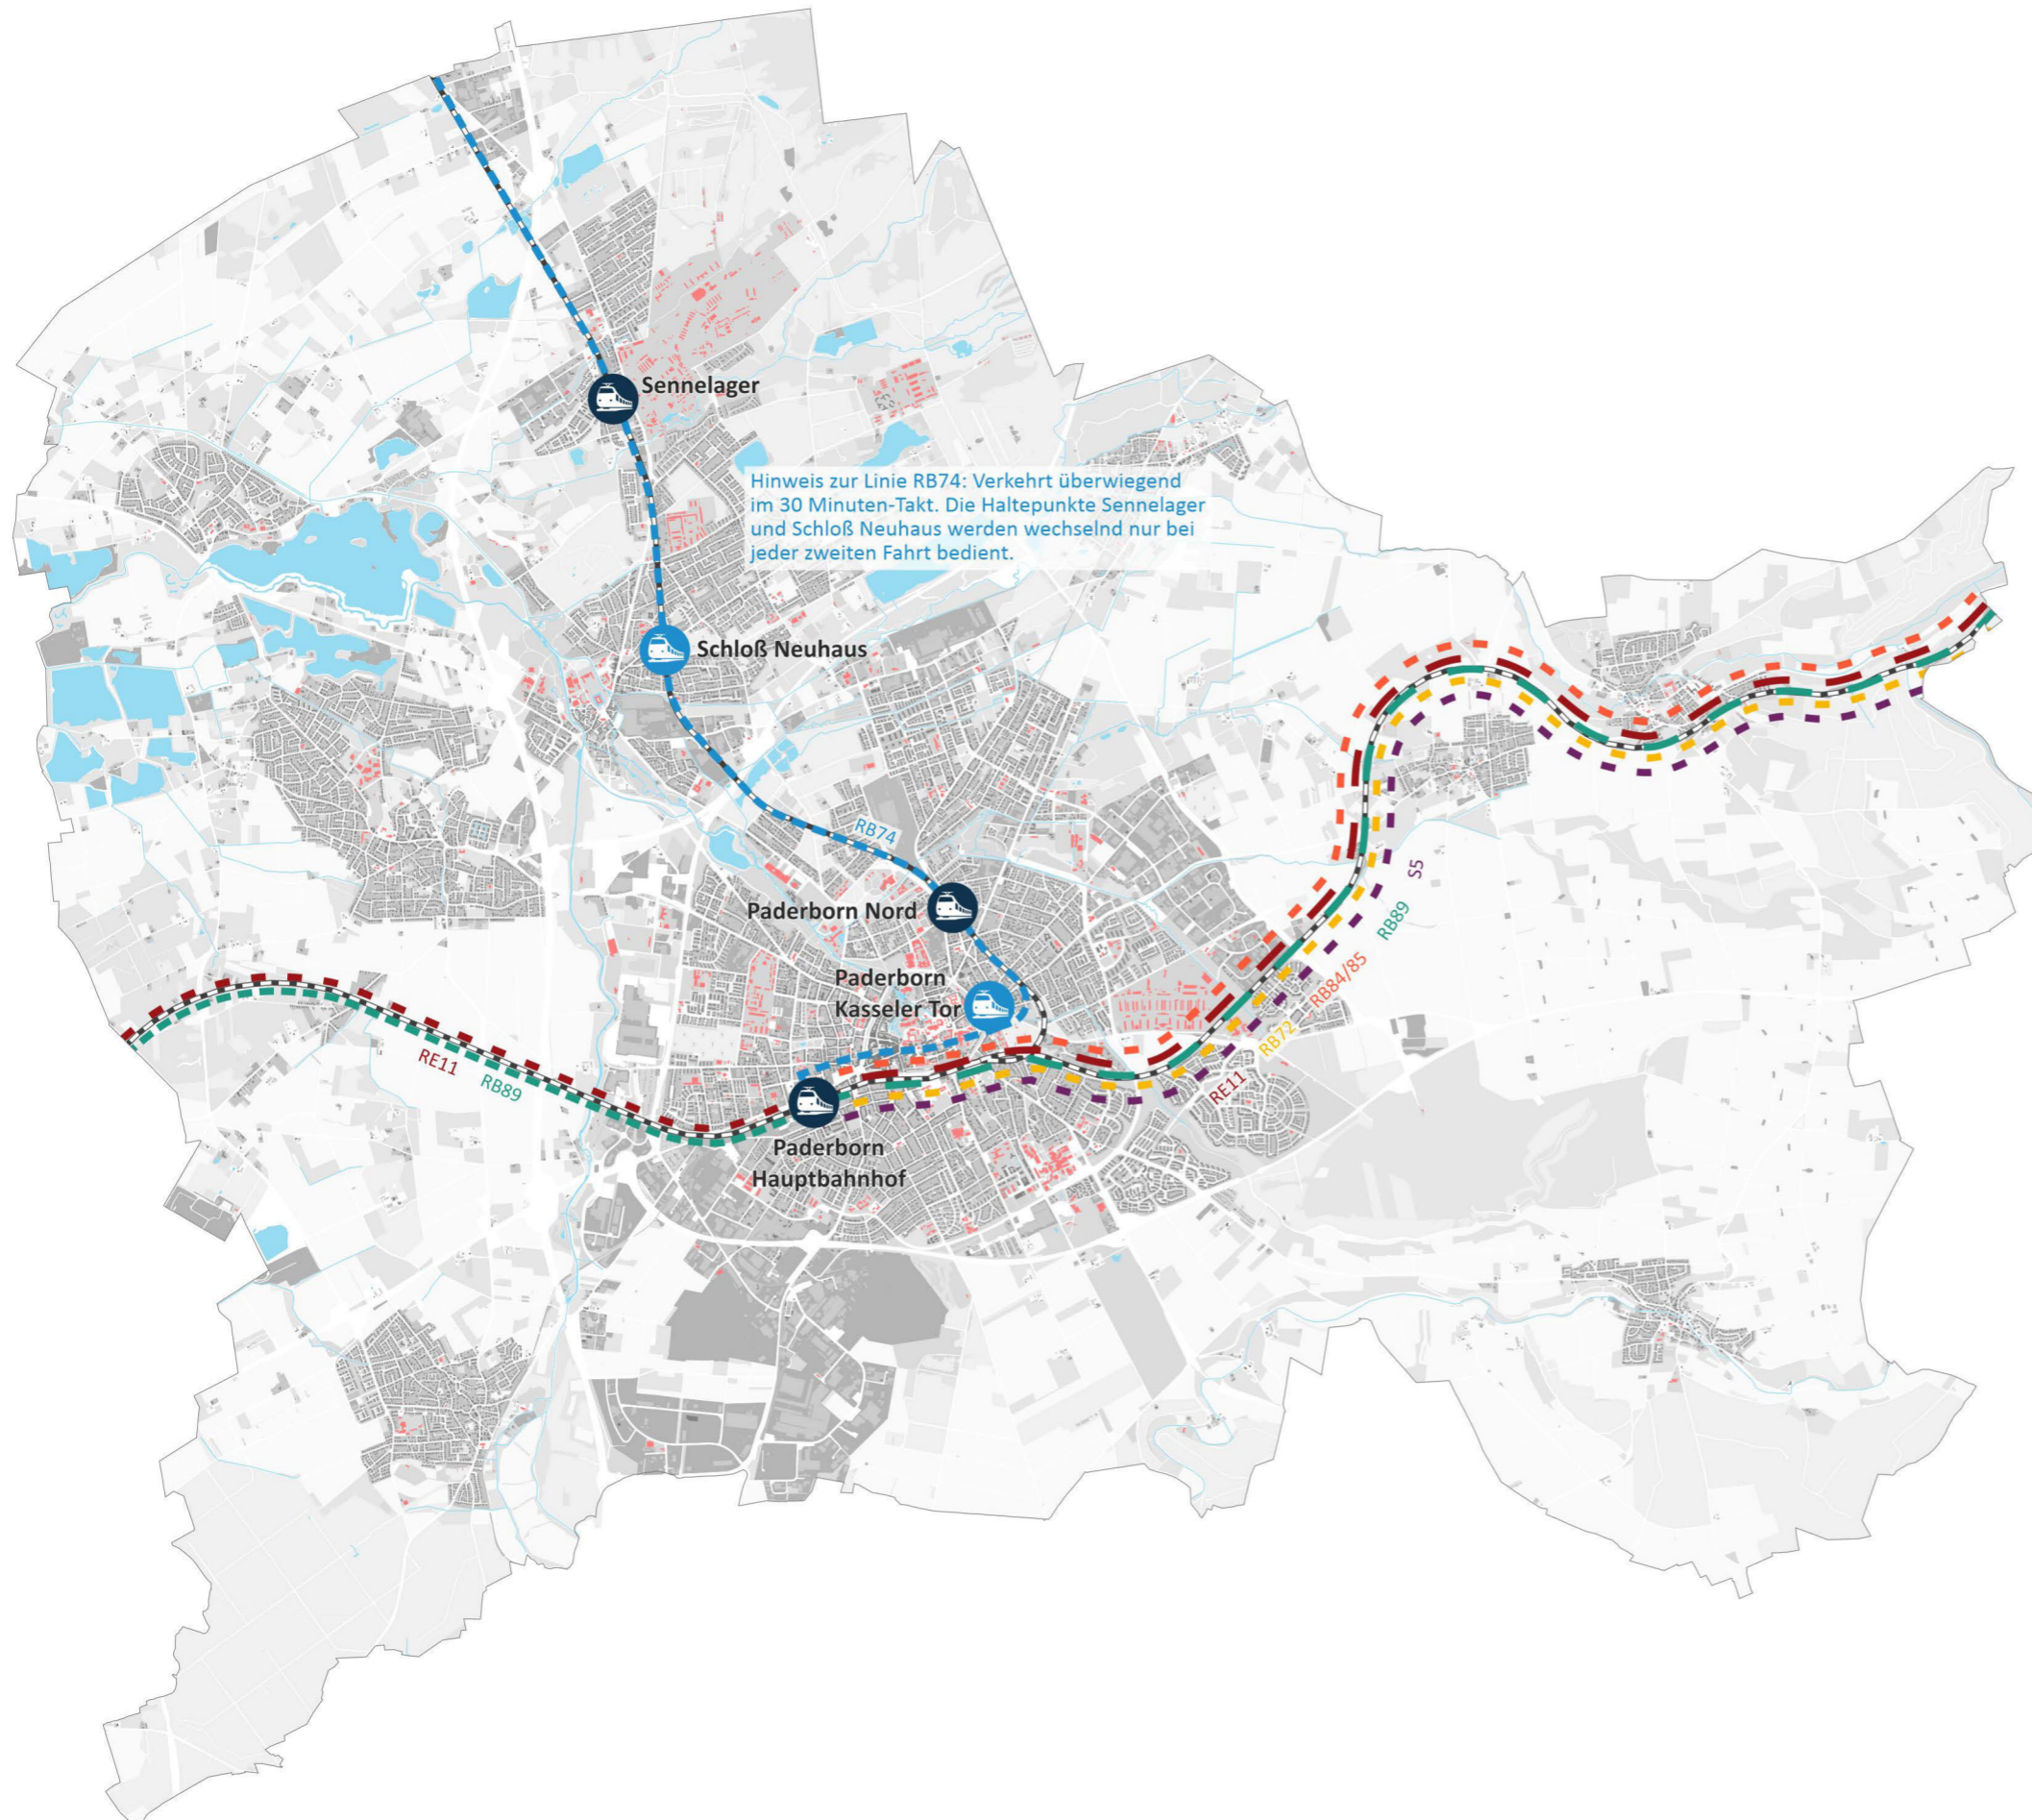 Sennelager
Hinweis zur Linie RB74: Verkehrt überwiegend
im 30 Minuten-Takt. Die Haltepunkte Sennelager
und Schloß Neuhaus werden wechselnd nur bei
jeder zweiten Fahrt bedient.
Schloß Neuhaus
RB74
S5
Paderborn Nord
RB89
Paderborn
Kasseler Tor
RB84/85
RB72
RE11
RB89
RE11
Paderborn
Hauptbahnhof